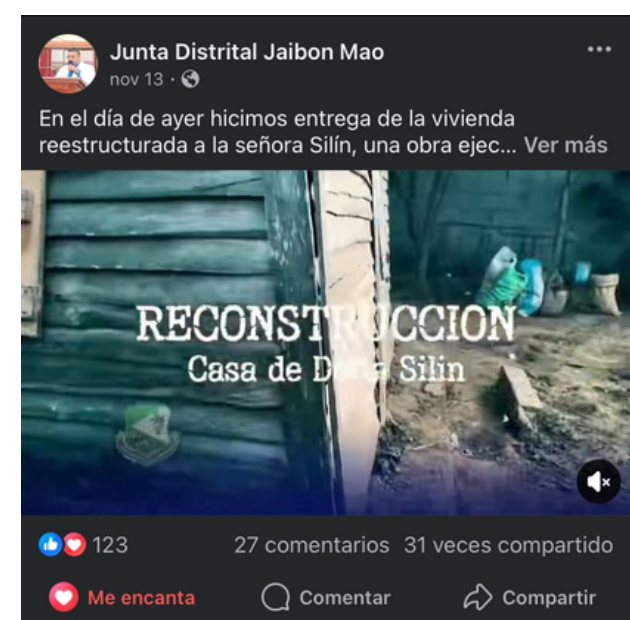 Junta Distrital Jaibon Mao
nov 13 ·
En el día de ayer hicimos entrega de la vivienda
reestructurada a la señora Silín, una obra ejec... Ver más
RECONSTRUCCION
Casa de Doña Silin
123
27 comentarios 31 veces compartido
Me encanta
Comentar
Compartir